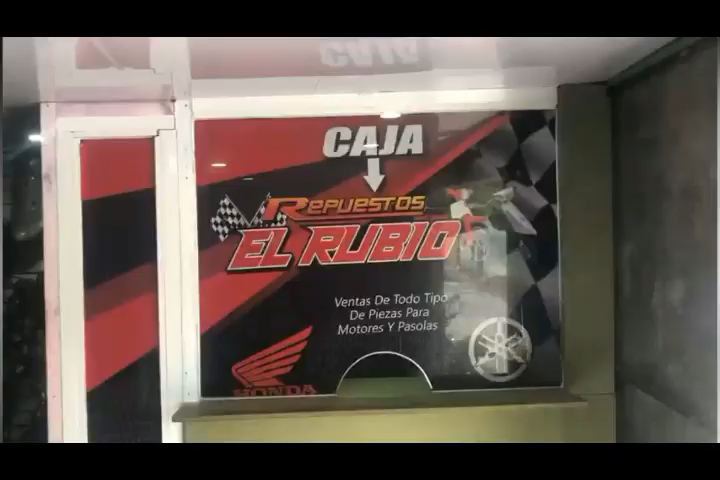 CAJA
REPUESTOS
EL RUBIO
Ventas De Todo Tipo
De Piezas Para
Motores Y Pasolas
HONDA